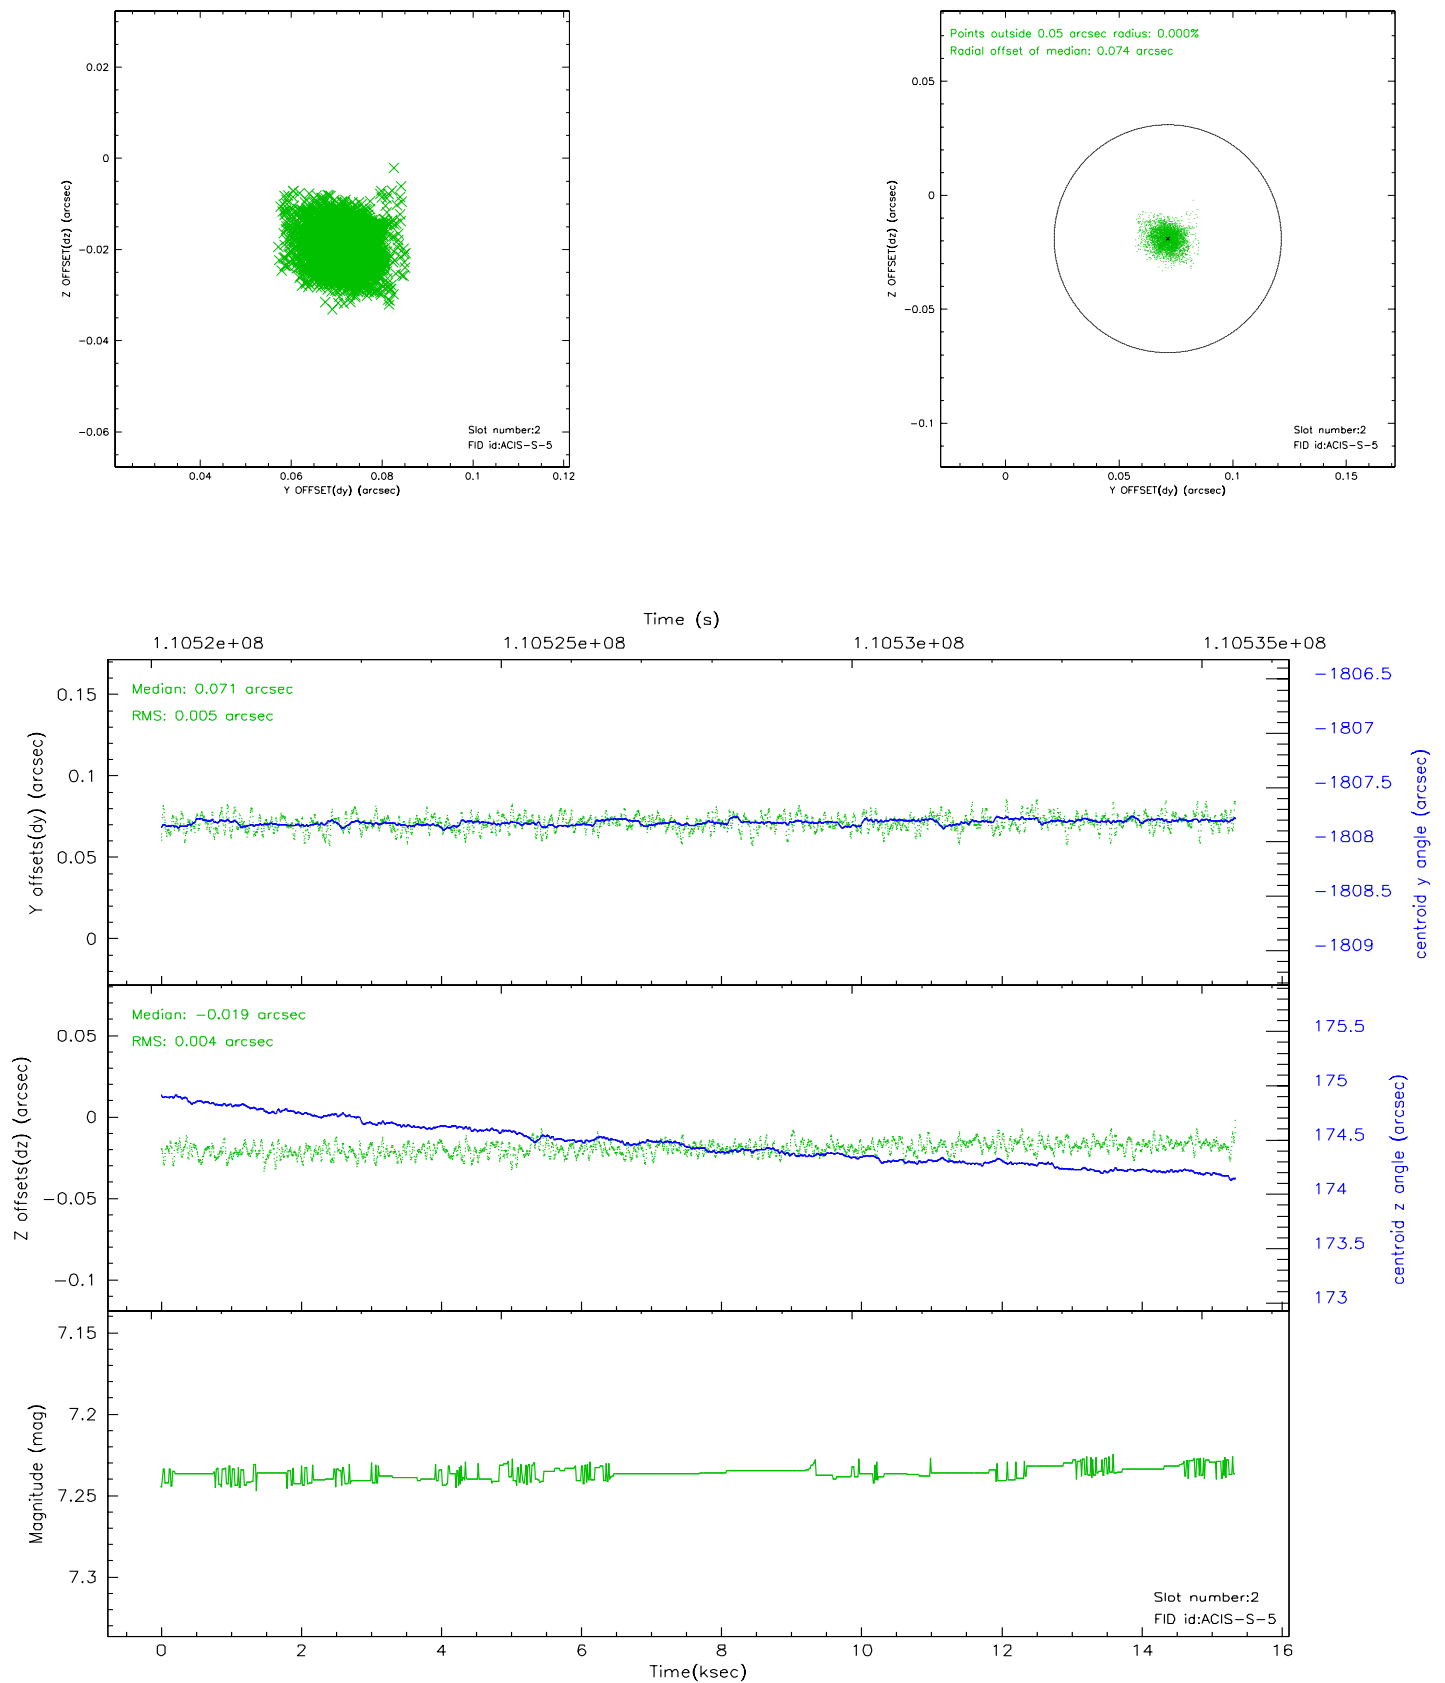 0.02
0
-0.02
-0.04
-0.06
Z OFFSET(dz) (arcsec)
Slot number:2
FID id:ACIS-S-5
0.04 0.06 0.08 0.1 0.12
Y OFFSET(dy) (arcsec)
Points outside 0.05 arcsec radius: 0.000%
Radial offset of median: 0.074 arcsec
0.05
0
-0.05
-0.1
Z OFFSET(dz) (arcsec)
Slot number:2
FID id:ACIS-S-5
0 0.05 0.1 0.15
Y OFFSET(dy) (arcsec)
Time (s)
1.1052e+08 1.10525e+08 1.1053e+08 1.10535e+08
Median: 0.071 arcsec
RMS: 0.005 arcsec
0.15
0.1
0.05
0
Y offsets(dy) (arcsec)
-1806.5
-1807
-1807.5
-1808
-1808.5
-1809
centroid y angle (arcsec)
Median: -0.019 arcsec
RMS: 0.004 arcsec
0.05
0
-0.05
-0.1
Z offsets(dz) (arcsec)
175.5
175
174.5
174
173.5
173
centroid z angle (arcsec)
7.15
7.2
7.25
7.3
Magnitude (mag)
Slot number:2
FID id:ACIS-S-5
0 2 4 6 8 10 12 14 16
Time(ksec)